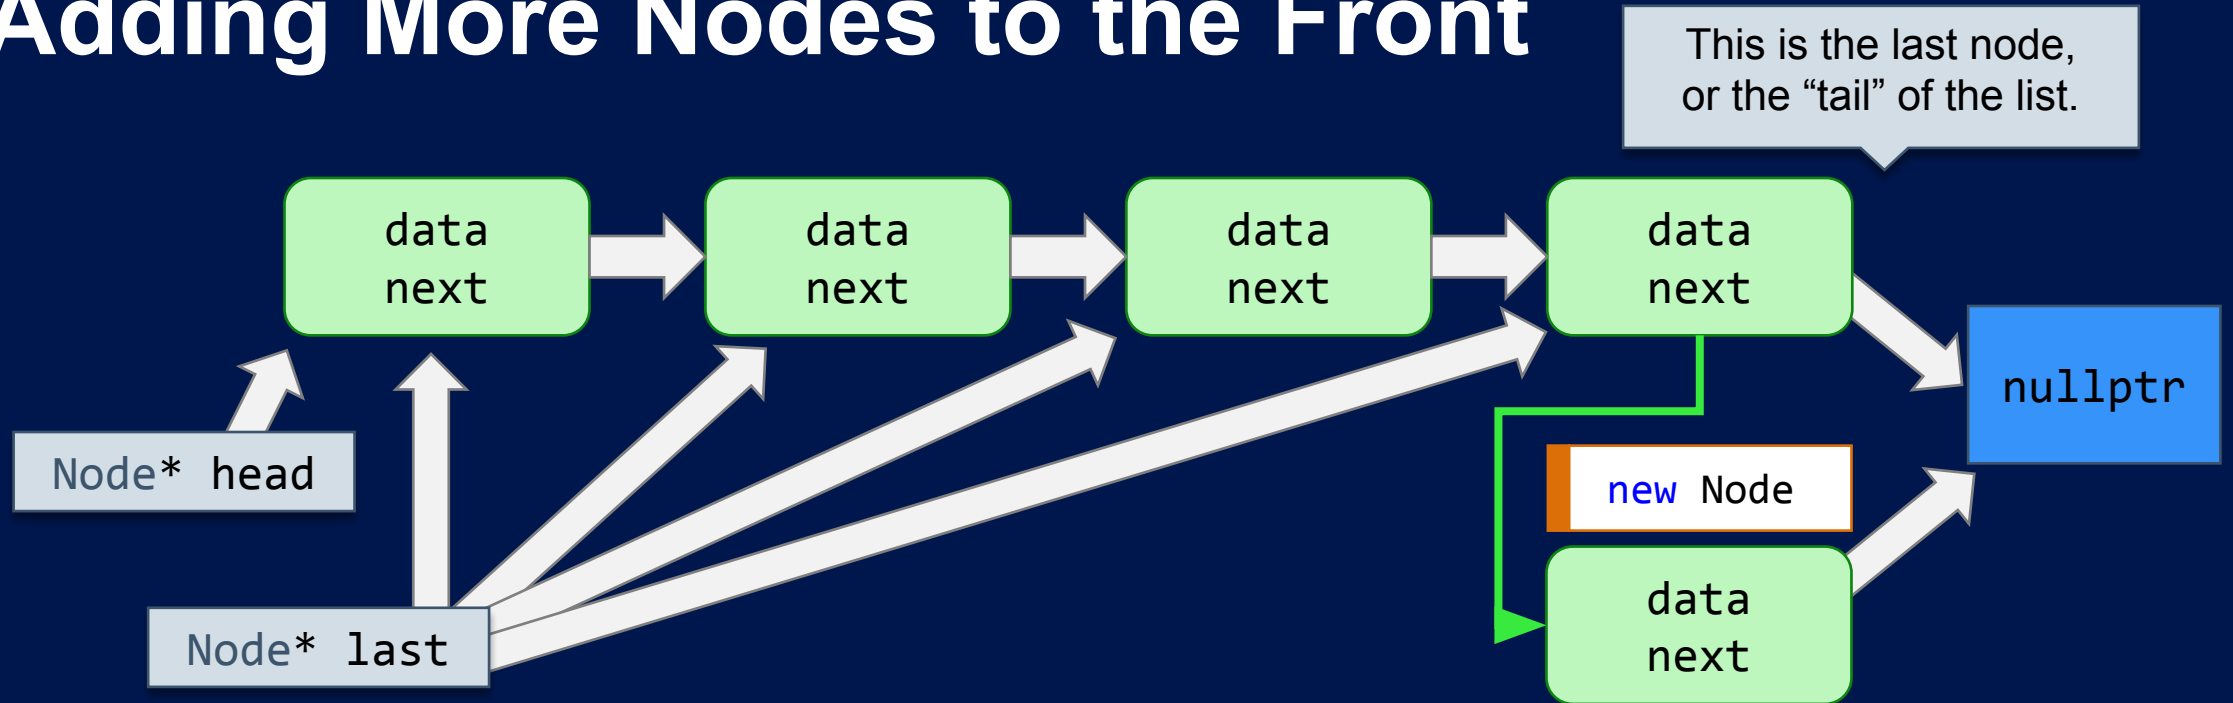 Adding More Nodes to the Front
This is the last node,
or the “tail” of the list.
data
next
data
next
data
next
data
next
nullptr
Node* head
new Node
Node* last
data
next